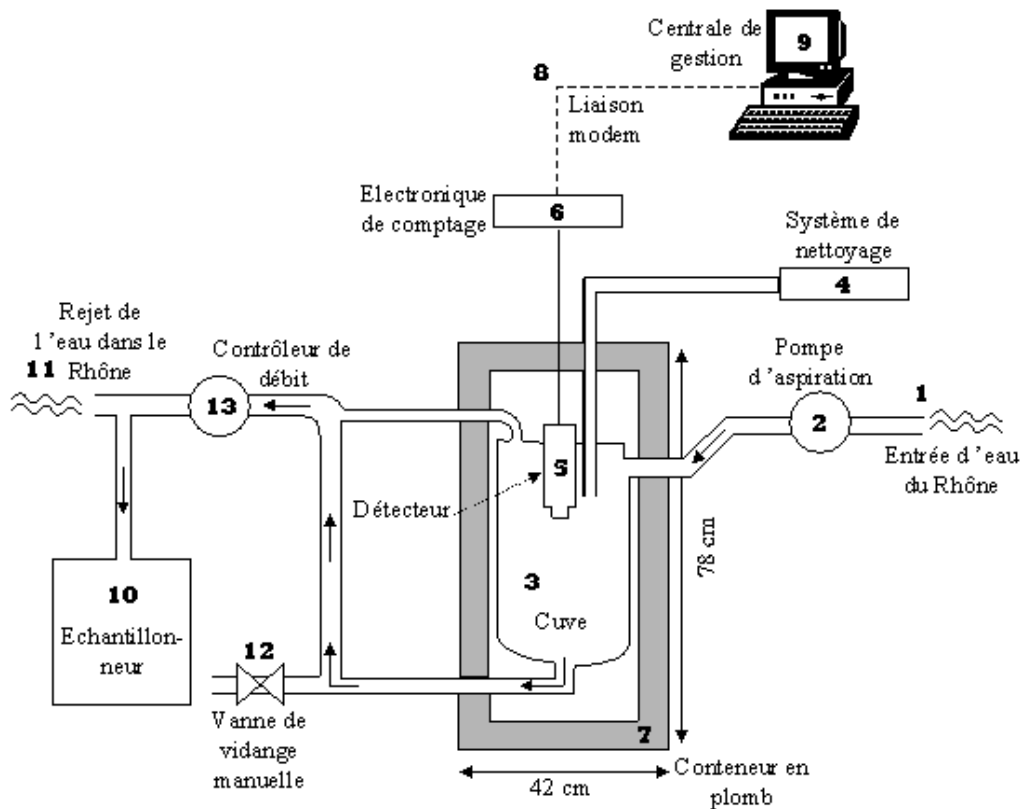 Centrale de
gestion
9
8
Liaison
modem
Electronique
de comptage
6
Système de
nettoyage
4
Rejet de
l 'eau dans le
11 Rhône
Contrôleur de
débit
13
Pompe
d 'aspiration
2
1
Entrée d 'eau
du Rhône
5
Détecteur
78 cm
3
Cuve
10
Echantillon-
neur
12
Vanne de
vidange
manuelle
7
42 cm
Conteneur en
plomb